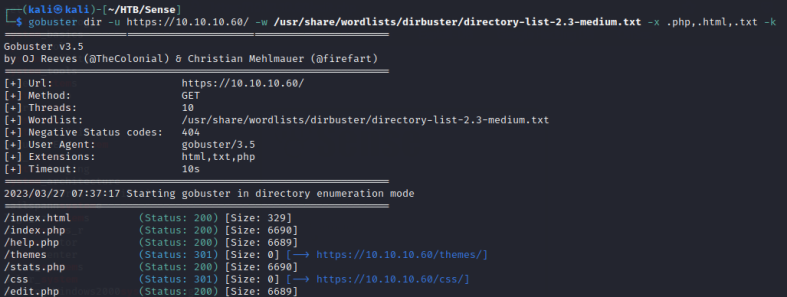 (kali㉿kali)-[~/HTB/Sense]
$ gobuster dir -u https://10.10.10.60/ -w /usr/share/wordlists/dirbuster/directory-list-2.3-medium.txt -x .php,.html,.txt -k
Gobuster v3.5
by OJ Reeves (@TheColonial) & Christian Mehlmauer (@firefart)
[+] Url: https://10.10.10.60/
[+] Method: GET
[+] Threads: 10
[+] Wordlist: /usr/share/wordlists/dirbuster/directory-list-2.3-medium.txt
[+] Negative Status codes: 404
[+] User Agent: gobuster/3.5
[+] Extensions: html,txt,php
[+] Timeout: 10s
2023/03/27 07:37:17 Starting gobuster in directory enumeration mode
/index.html (Status: 200) [Size: 329]
/index.php (Status: 200) [Size: 6690]
/help.php (Status: 200) [Size: 6689]
/themes (Status: 301) [Size: 0] [--> https://10.10.10.60/themes/]
/stats.php (Status: 200) [Size: 6690]
/css (Status: 301) [Size: 0] [--> https://10.10.10.60/css/]
/edit.php (Status: 200) [Size: 6689]